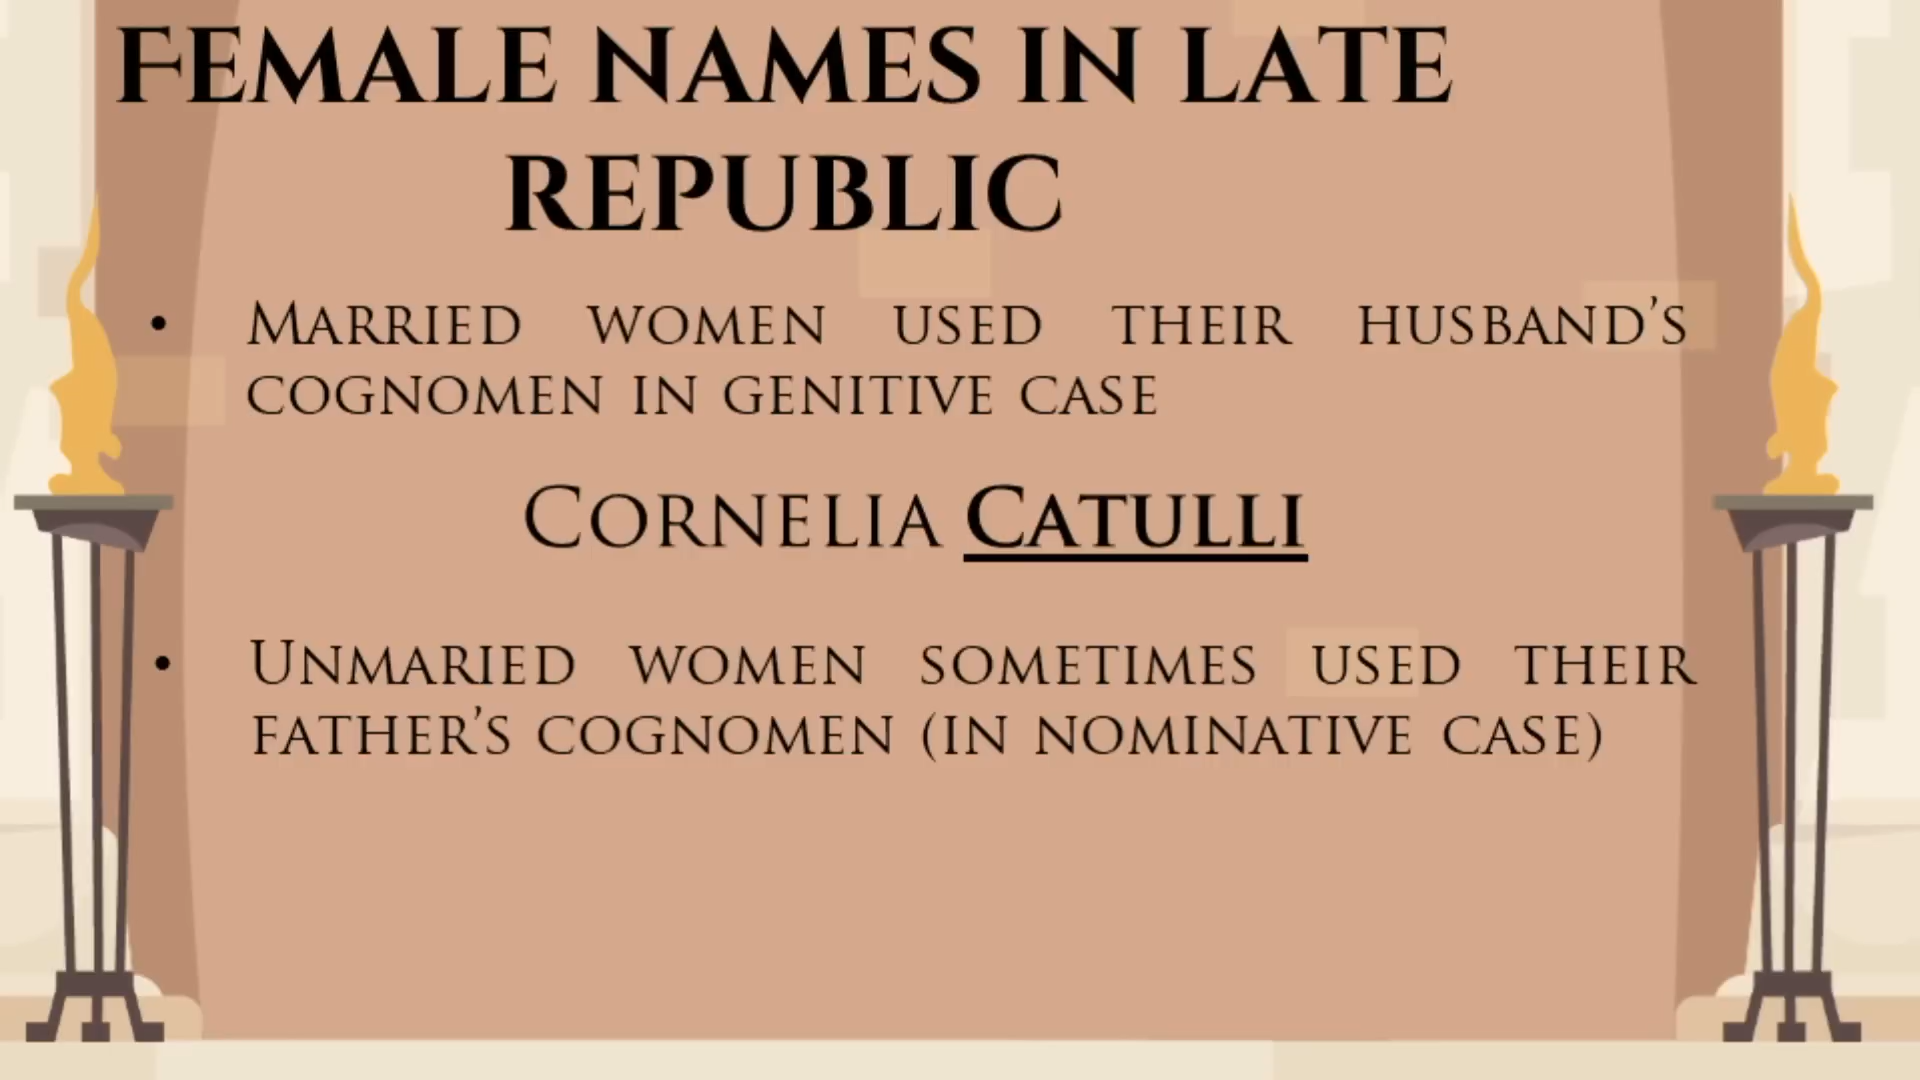 Female names in late
republic
• Married women used their husband's
cognomen in genitive case
Cornelia Catulli
• Unmaried women sometimes used their
father's cognomen (in nominative case)